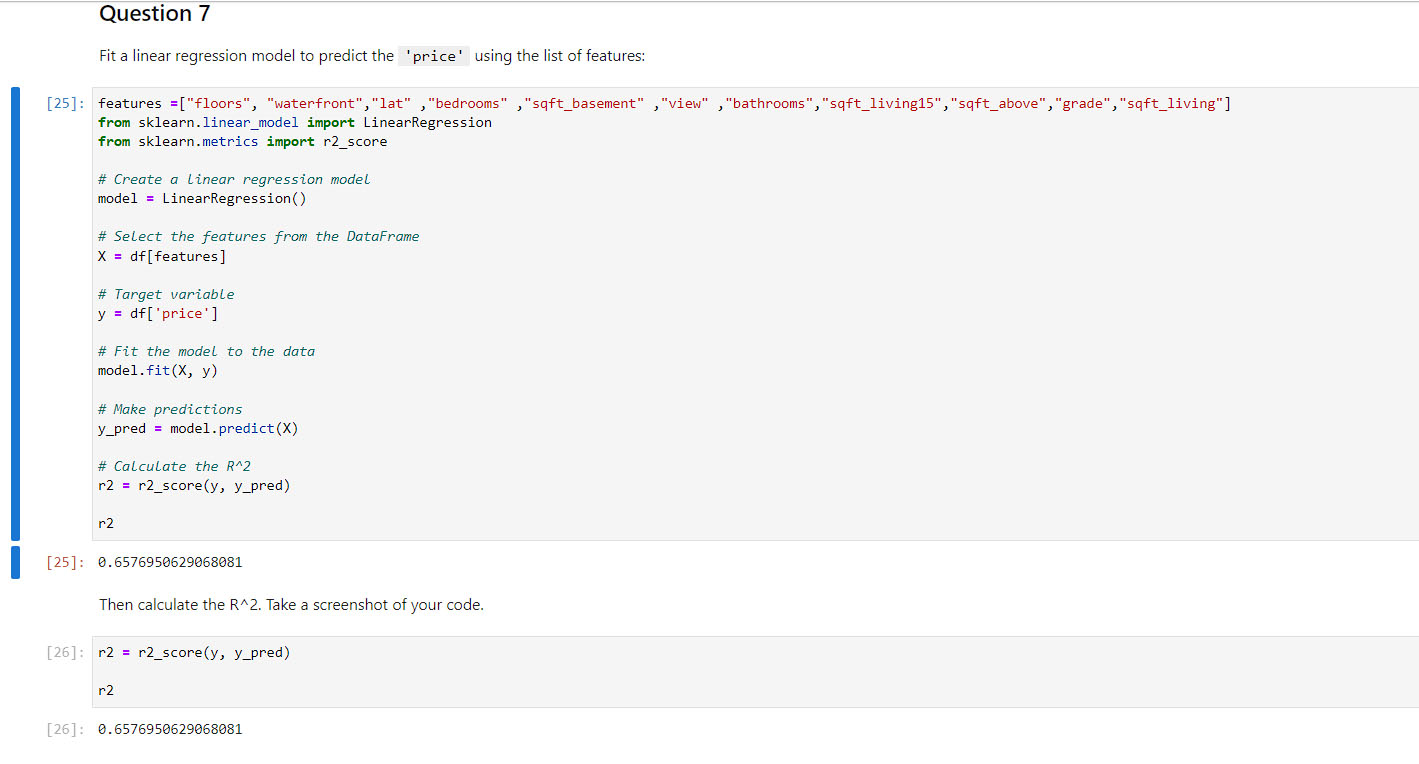 Question 7
Fit a linear regression model to predict the 'price' using the list of features:
[25]: features =["floors", "waterfront","lat" ,"bedrooms" ,"sqft_basement" ,"view" ,"bathrooms","sqft_living15","sqft_above","grade","sqft_living"]
from sklearn.linear_model import LinearRegression
from sklearn.metrics import r2_score
# Create a linear regression model
model = LinearRegression()
# Select the features from the DataFrame
X = df[features]
# Target variable
y = df['price']
# Fit the model to the data
model.fit(X, y)
# Make predictions
y_pred = model.predict(X)
# Calculate the R^2
r2 = r2_score(y, y_pred)
r2
[25]: 0.6576950629068081
Then calculate the R^2. Take a screenshot of your code.
[26]: r2 = r2_score(y, y_pred)
r2
[26]: 0.6576950629068081